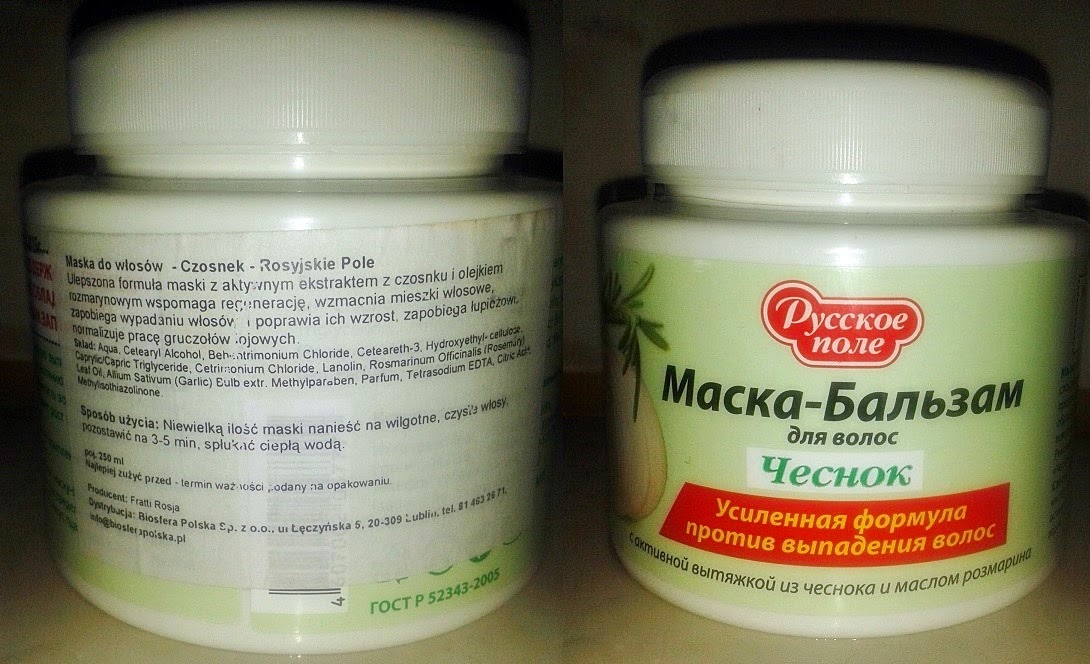 Maska do włosów - Czosnek - Rosyjskie Pole
Ulepszona formuła maski z aktywnym ekstraktem z czosnku i olejkiem
rozmarynowym wspomaga regenerację, wzmacnia mieszki włosowe,
zapobiega wypadaniu włosów i poprawia ich wzrost, zapobiega łupieżowi,
normalizuje pracę gruczołów łojowych.
Skład: Aqua, Cetearyl Alcohol, Behentrimonium Chloride, Ceteareth-3, Hydroxyethyl-cellulose,
Caprylic/Capric Triglyceride, Cetrimonium Chloride, Lanolin, Rosmarinum Officinalis (Rosemary)
Leaf Oil, Allium Sativum (Garlic) Bulb extr. Methylparaben, Parfum, Tetrasodium EDTA, Citric Acid,
Methylisothiazolinone.
Sposób użycia: Niewielką ilość maski nanieść na wilgotne, czyste włosy,
pozostawić na 3-5 min, spłukać ciepłą wodą.
poj. 250 ml
Najlepiej zużyć przed - termin ważności podany na opakowaniu.
Producent: Fratti Rosja
Dystrybucja: Biosfera Polska Sp. z o.o., ul Łęczyńska 5, 20-309 Lublin, tel. 81 463 26 71,
info@biosferapolska.pl
ГОСТ Р 52343-2005
Русское
поле
Маска-Бальзам
для волос
Чеснок
Усиленная формула
против выпадения волос
с активной вытяжкой из чеснока и маслом розмарина